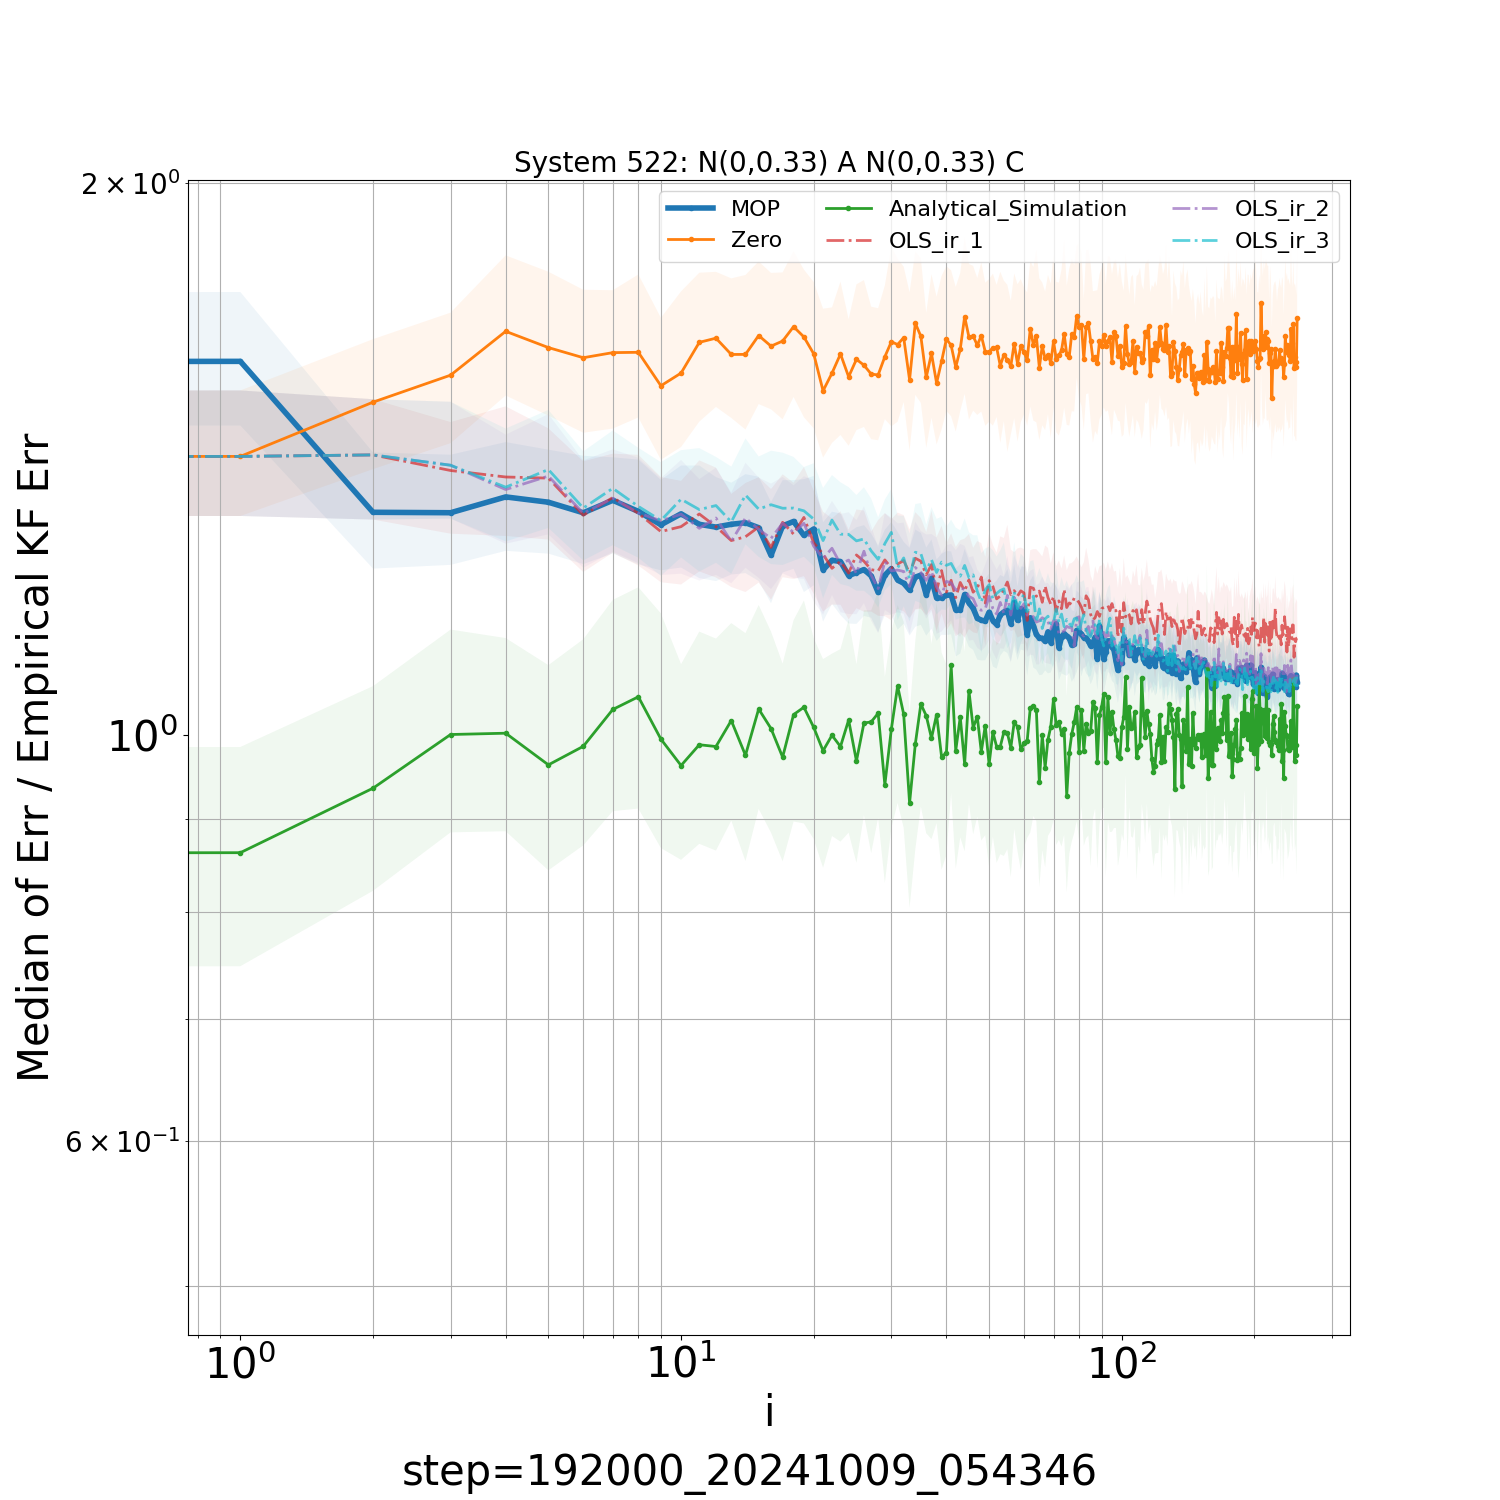 System 522: N(0,0.33) A N(0,0.33) C
2 × 10⁰
MOP
Zero
Analytical_Simulation
OLS_ir_1
OLS_ir_2
OLS_ir_3
Median of Err / Empirical KF Err
10⁰
6 × 10⁻¹
10⁰
10¹
10²
i
step=192000_20241009_054346